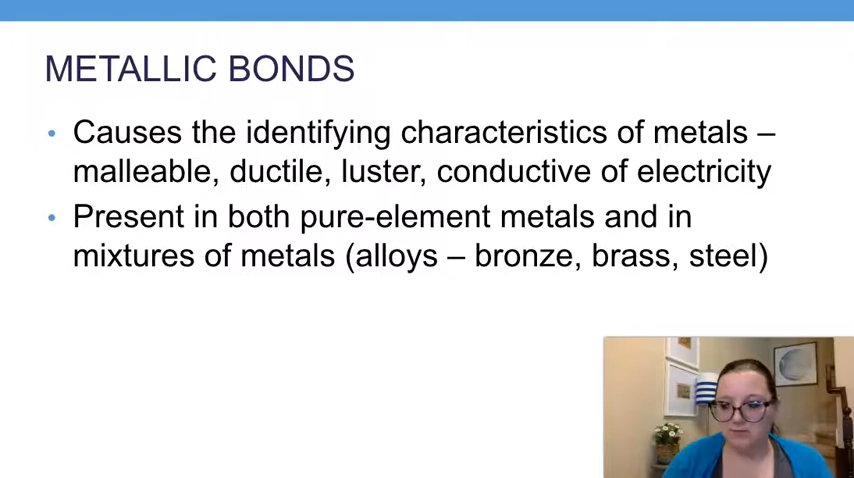 METALLIC BONDS
• Causes the identifying characteristics of metals –
malleable, ductile, luster, conductive of electricity
• Present in both pure-element metals and in
mixtures of metals (alloys – bronze, brass, steel)